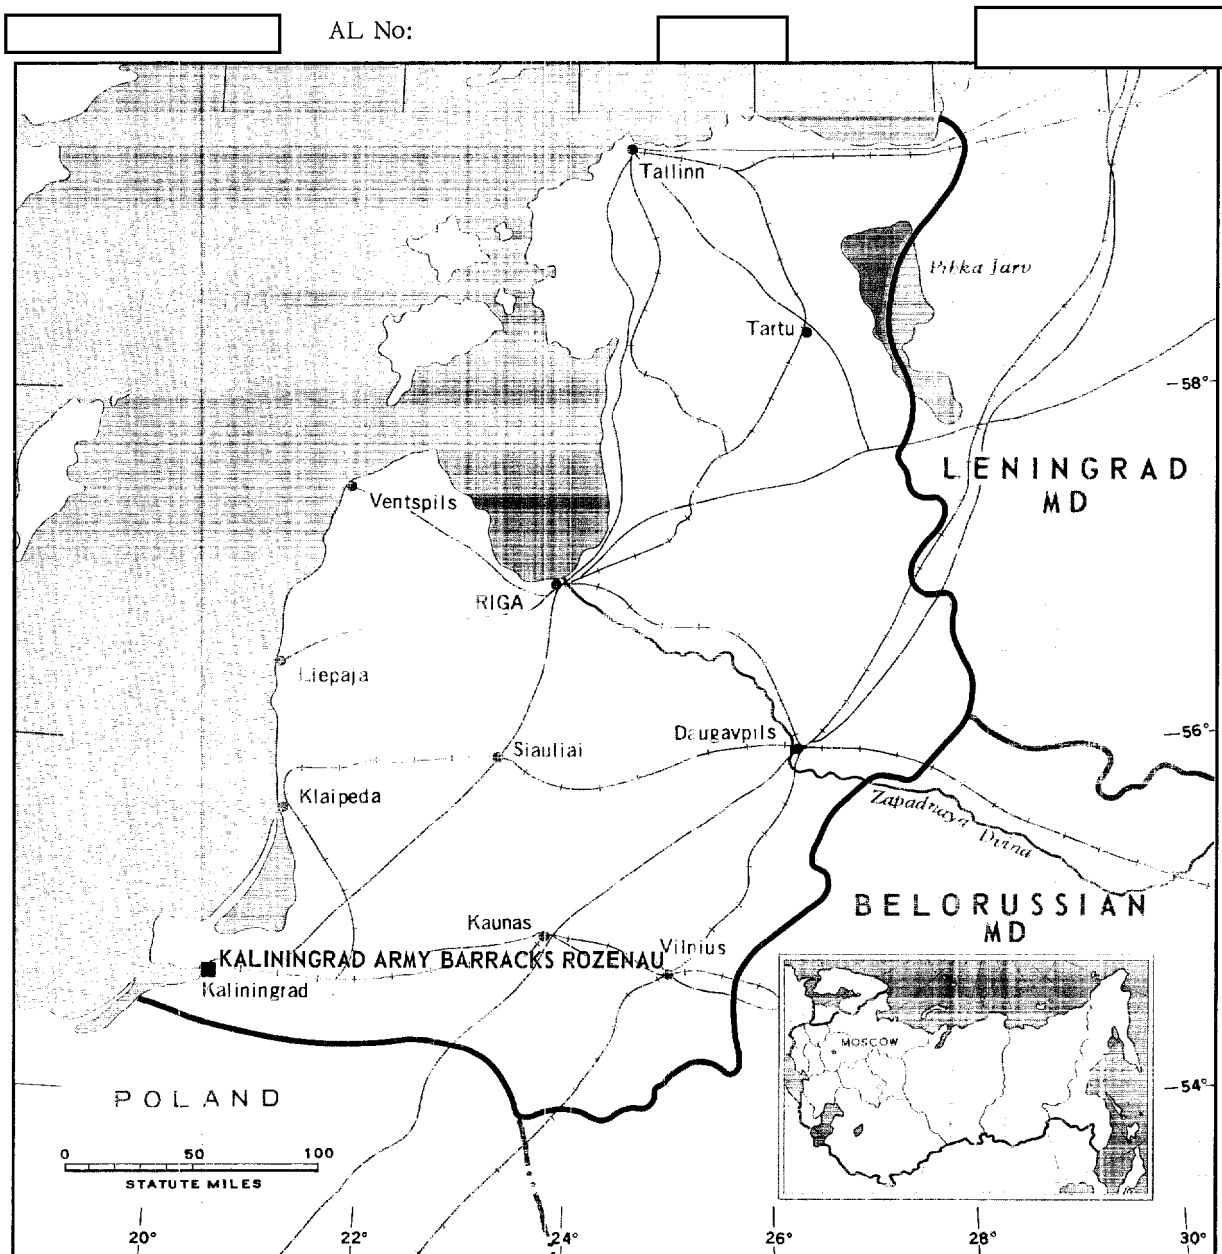 AL No:
Tallinn
Pihka Jarv
Tartu
58°
LENINGRAD
MD
Ventspils
RIGA
Liepaja
Daugavpils
56°
Siauliai
Klaipeda
Zapadnaya Dvina
BELORUSSIAN
MD
Kaunas
Vilnius
KALININGRAD ARMY BARRACKS ROZENAU
Kaliningrad
MOSCOW
54°
POLAND
0 50 100
STATUTE MILES
20° 22° 24° 26° 28° 30°